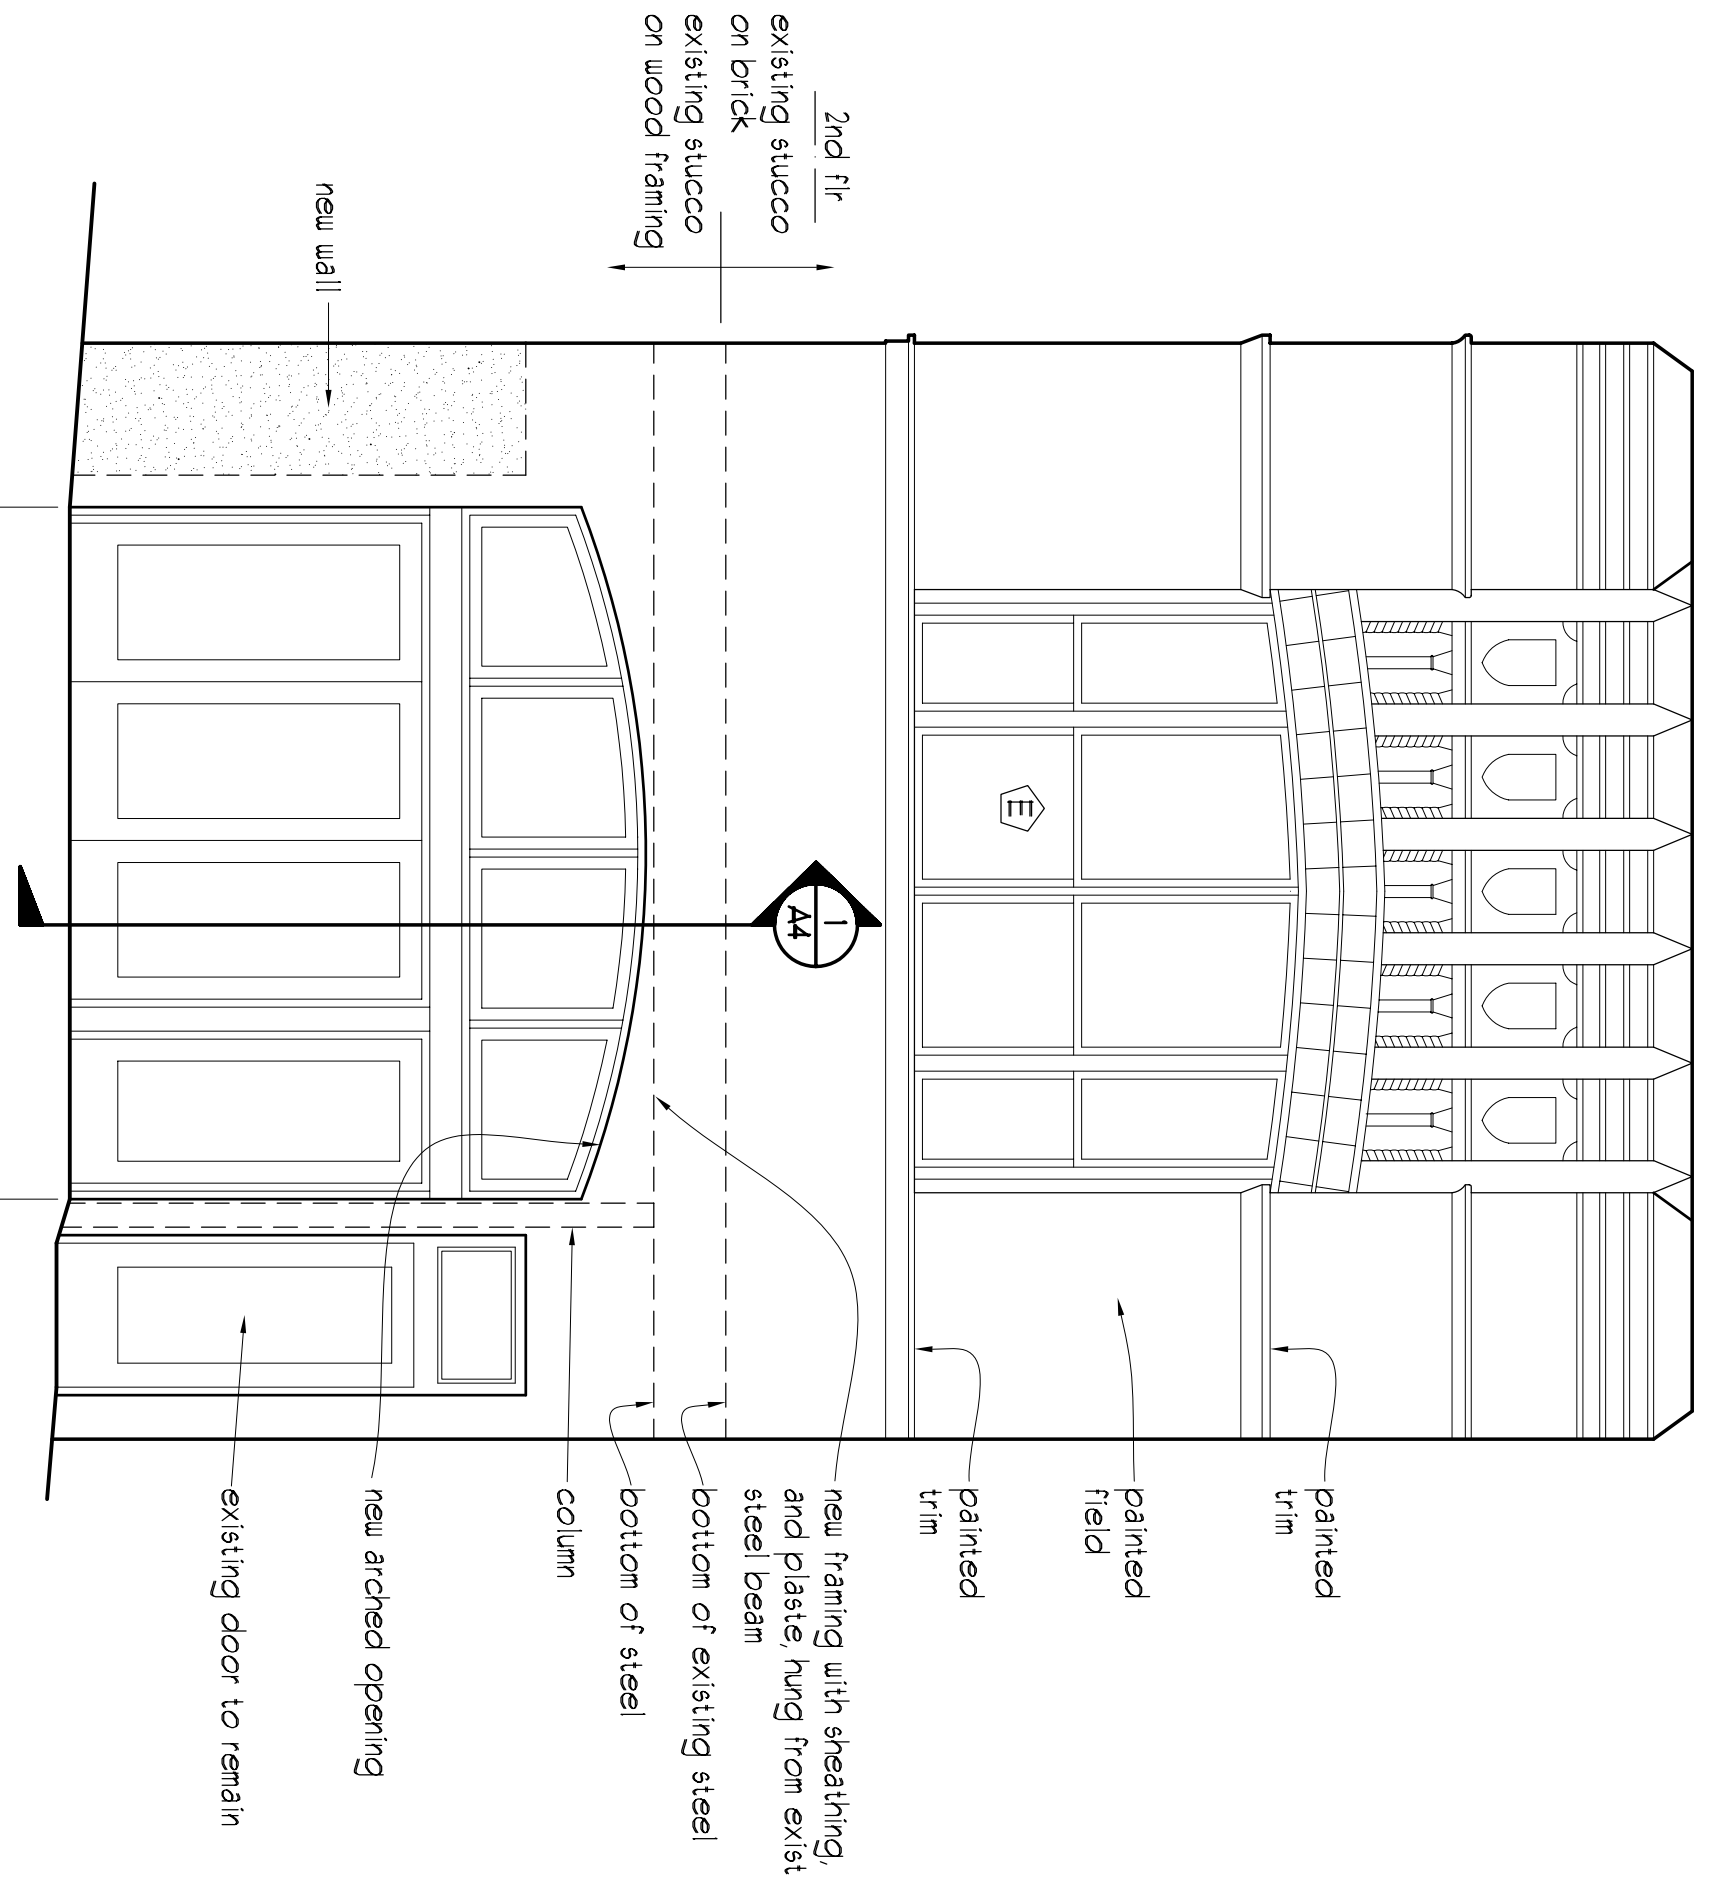 2nd flr
existing stucco
on brick
existing stucco
on wood framing
new wall
E
1
A4
painted
trim
painted
field
painted
trim
new framing with sheathing,
and plaste, hung from exist
steel beam
bottom of existing steel
bottom of steel
column
new arched opening
existing door to remain